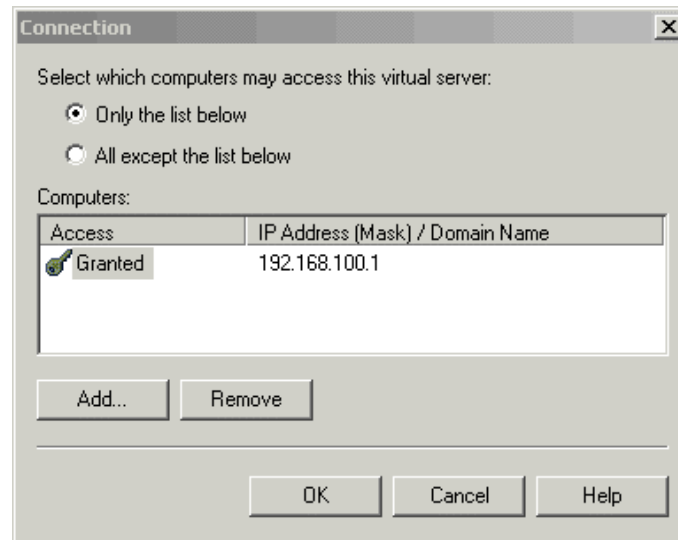 Connection
Select which computers may access this virtual server:
Only the list below
All except the list below
Computers:
Access IP Address (Mask) / Domain Name
Granted 192.168.100.1
Add... Remove
OK Cancel Help